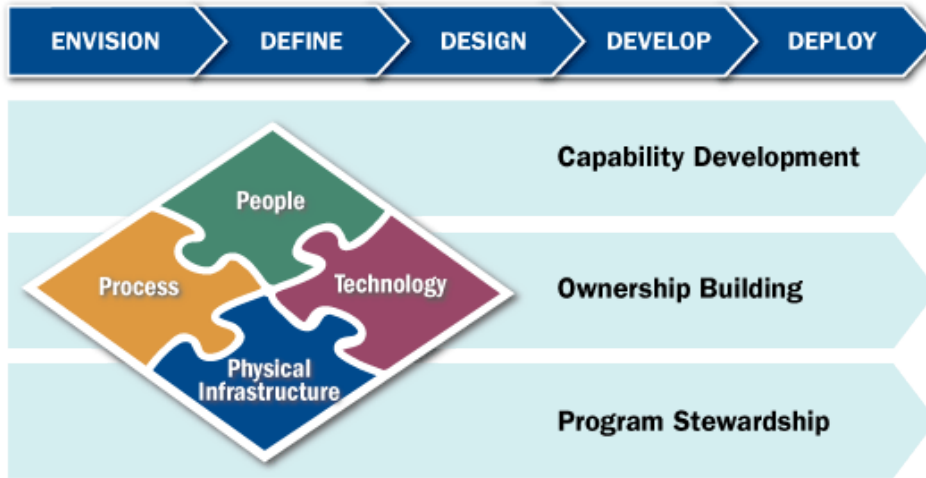 ENVISION DEFINE DESIGN DEVELOP DEPLOY
Capability Development
People
Process
Technology
Ownership Building
Physical
Infrastructure
Program Stewardship